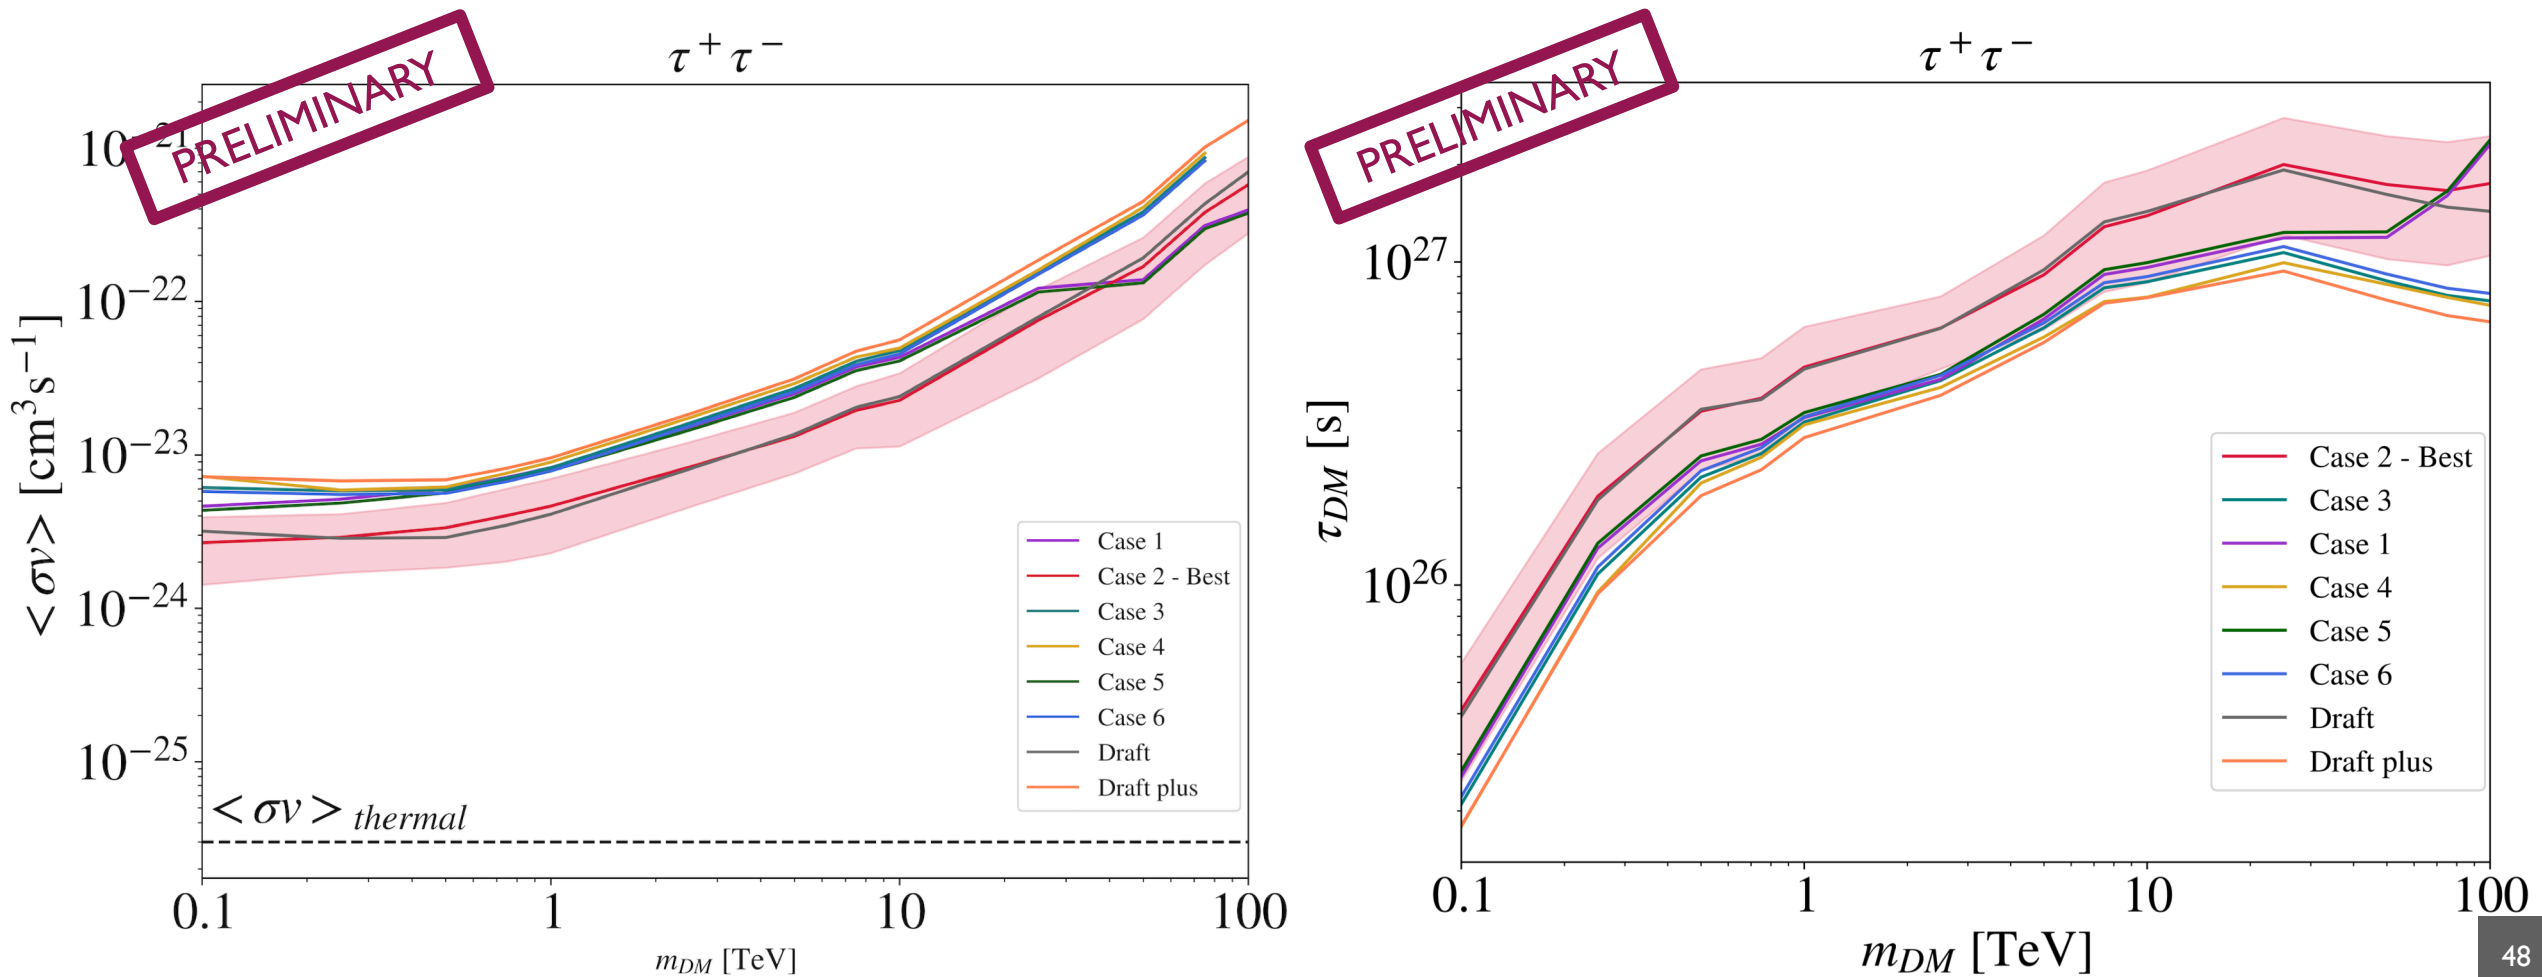 PRELIMINARY
τ⁺τ⁻
10⁻²¹
10⁻²²
10⁻²³
10⁻²⁴
10⁻²⁵
< σv > [cm³s⁻¹]
< σv > thermal
Case 1
Case 2 - Best
Case 3
Case 4
Case 5
Case 6
Draft
Draft plus
0.1 1 10 100
m_DM [TeV]
PRELIMINARY
τ⁺τ⁻
10²⁷
10²⁶
τ_DM [s]
Case 2 - Best
Case 3
Case 1
Case 4
Case 5
Case 6
Draft
Draft plus
0.1 1 10 100
m_DM [TeV]
48